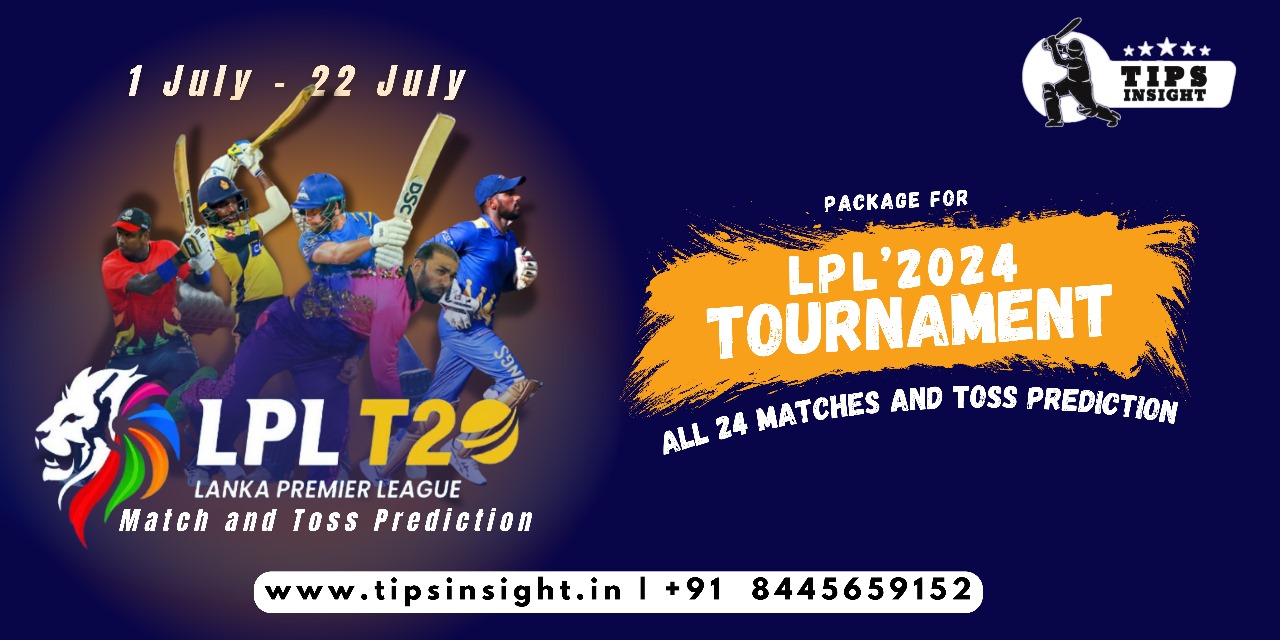 1 July - 22 July
TIPS
INSIGHT
PACKAGE FOR
LPL'2024
TOURNAMENT
ALL 24 MATCHES AND TOSS PREDICTION
DSC
LPL T20
LANKA PREMIER LEAGUE
Match and Toss Prediction
www.tipsinsight.in | +91 8445659152